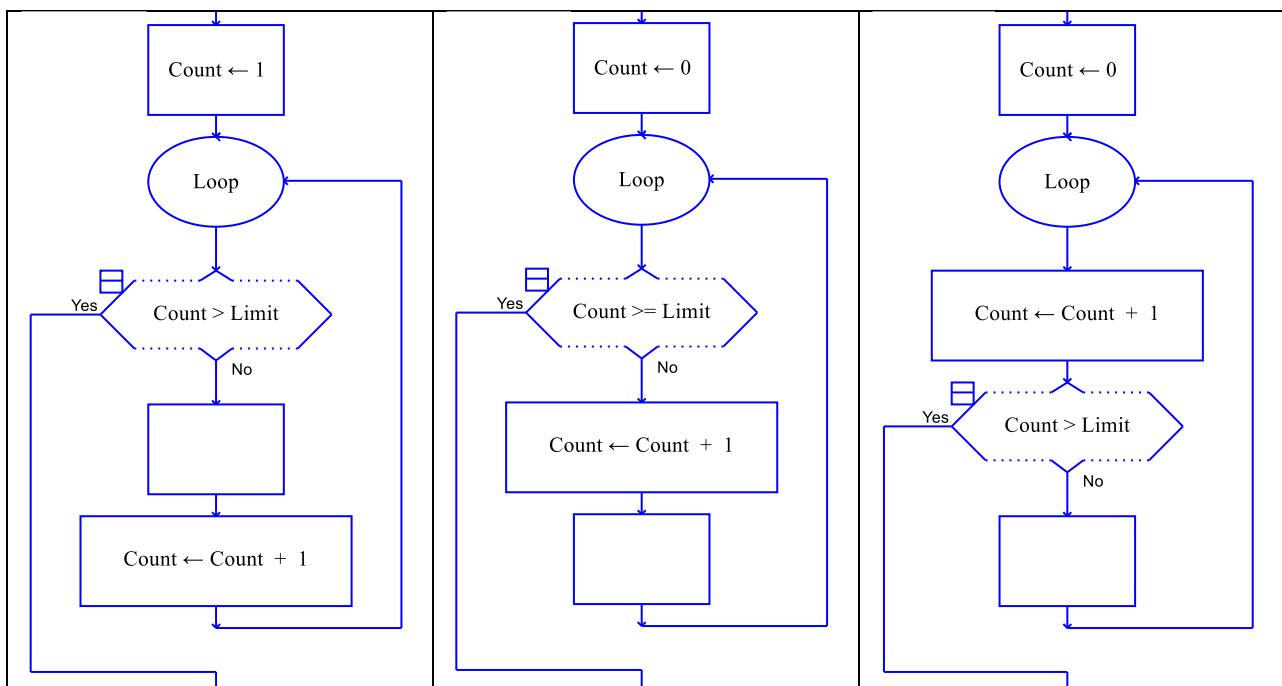 Count ← 1
Loop
Yes
Count > Limit
No
Count ← Count + 1
Count ← 0
Loop
Yes
Count >= Limit
No
Count ← Count + 1
Count ← 0
Loop
Count ← Count + 1
Yes
Count > Limit
No